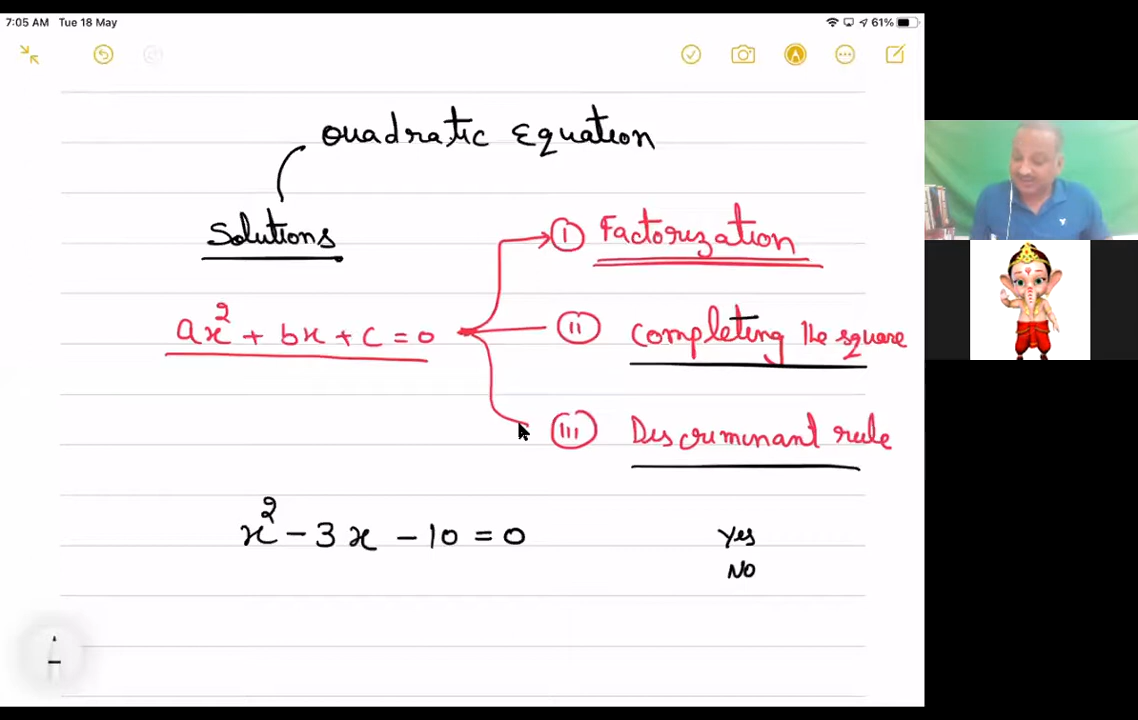 7:05 AM Tue 18 May
61%
Quadratic Equation
Solutions
① Factorization
ax² + bx + c = 0
(ii) completing the square
(iii) Discriminant rule
x² - 3x - 10 = 0
Yes
No